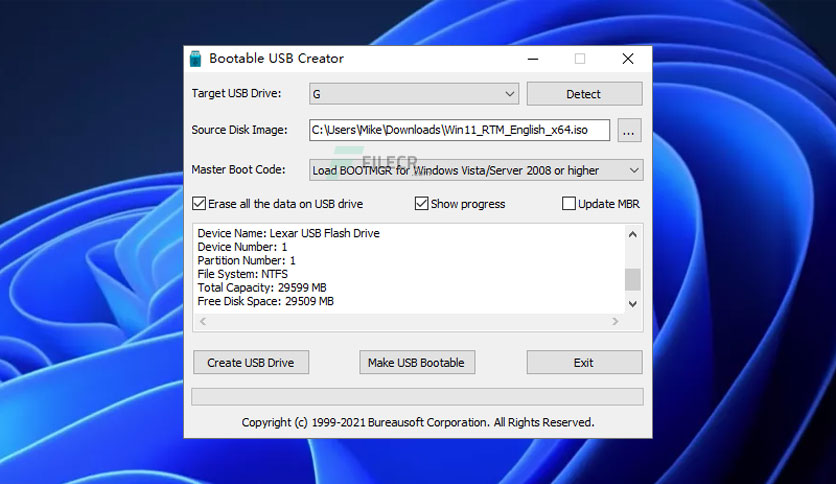 Bootable USB Creator
Target USB Drive:
G
Detect
Source Disk Image:
C:\Users\Mike\Downloads\Win11_RTM_English_x64.iso
...
FILECR
.com
Master Boot Code:
Load BOOTMGR for Windows Vista/Server 2008 or higher
Erase all the data on USB drive
Show progress
Update MBR
Device Name: Lexar USB Flash Drive
Device Number: 1
Partition Number: 1
File System: NTFS
Total Capacity: 29599 MB
Free Disk Space: 29509 MB
Create USB Drive
Make USB Bootable
Exit
Copyright (c) 1999-2021 Bureausoft Corporation. All Rights Reserved.